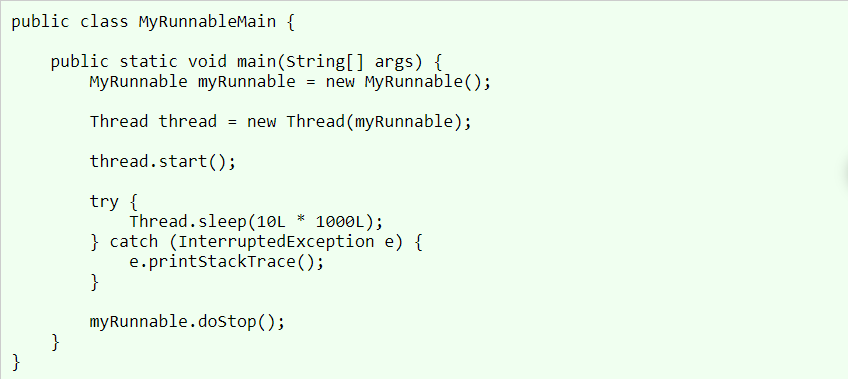 public class MyRunnableMain {
    public static void main(String[] args) {
        MyRunnable myRunnable = new MyRunnable();
        Thread thread = new Thread(myRunnable);
        thread.start();
        try {
            Thread.sleep(10L * 1000L);
        } catch (InterruptedException e) {
            e.printStackTrace();
        }
        myRunnable.doStop();
    }
}